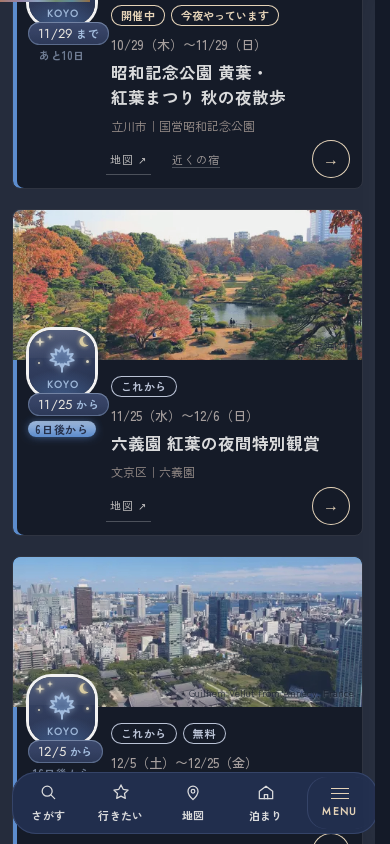 KOYO
11/29 まで
あと10日
開催中
今夜やっています
10/29（木）〜11/29（日）
昭和記念公園 黄葉・
紅葉まつり 秋の夜散歩
立川市｜国営昭和記念公園
地図 ↗
近くの宿
→
KOYO
11/25 から
6日後から
これから
11/25（水）〜12/6（日）
六義園 紅葉の夜間特別観賞
文京区｜六義園
地図 ↗
→
KOYO
12/5 から
これから
無料
12/5（土）〜12/25（金）
さがす
行きたい
地図
泊まり
MENU